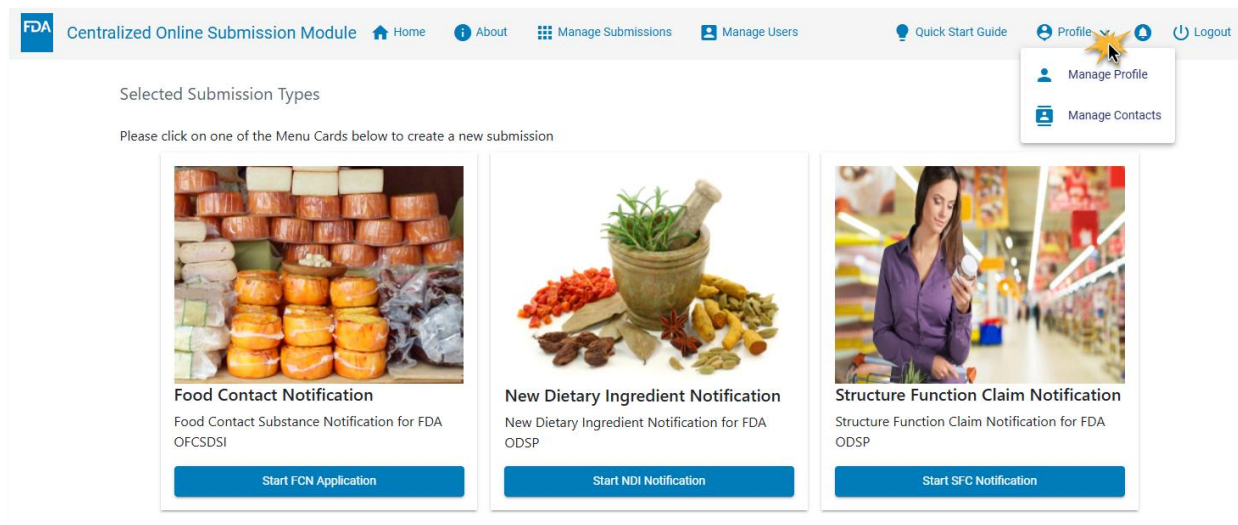 FDA
Centralized Online Submission Module
Home
About
Manage Submissions
Manage Users
Quick Start Guide
Profile
Logout
Manage Profile
Manage Contacts
Selected Submission Types
Please click on one of the Menu Cards below to create a new submission
Food Contact Notification
Food Contact Substance Notification for FDA
OFCSDSI
Start FCN Application
New Dietary Ingredient Notification
New Dietary Ingredient Notification for FDA
ODSP
Start NDI Notification
Structure Function Claim Notification
Structure Function Claim Notification for FDA
ODSP
Start SFC Notification